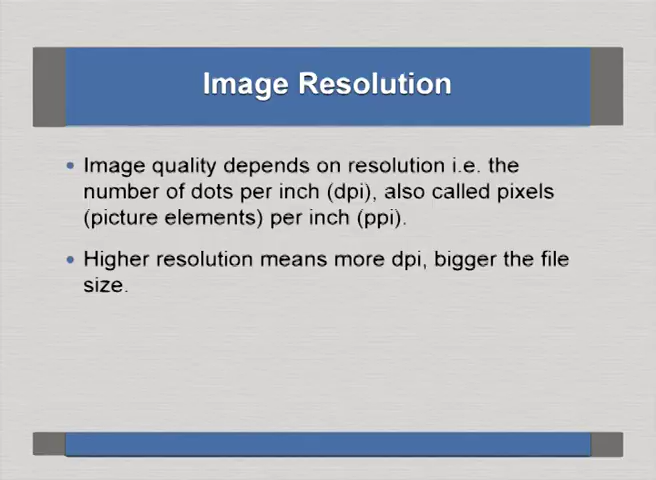 Image Resolution
• Image quality depends on resolution i.e. the
number of dots per inch (dpi), also called pixels
(picture elements) per inch (ppi).
• Higher resolution means more dpi, bigger the file
size.